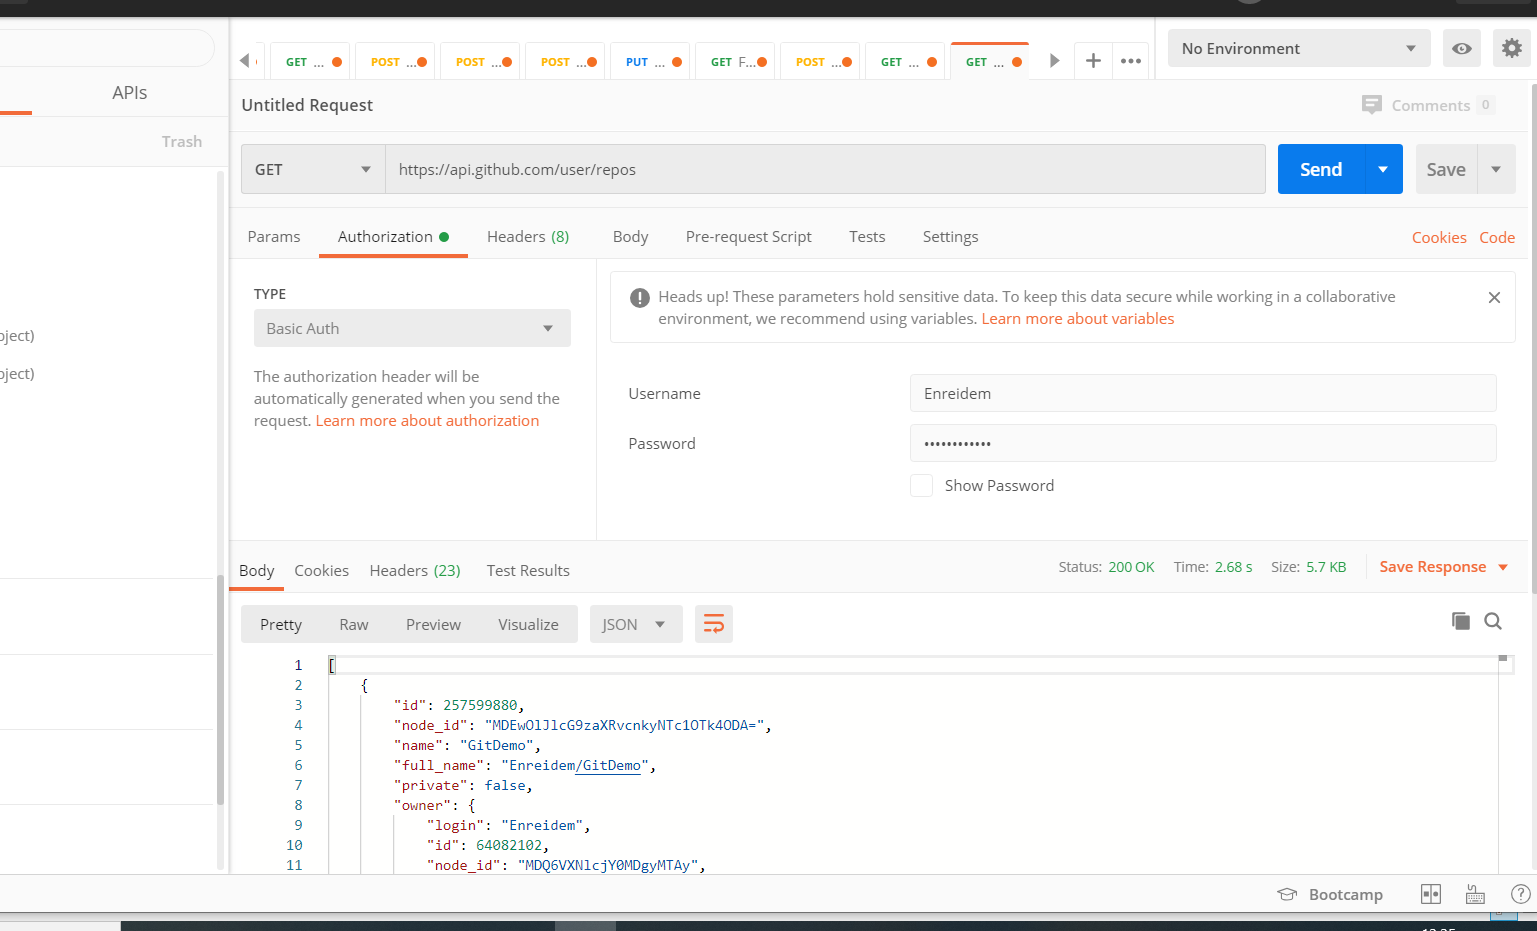 GET ... POST ... POST ... POST ... PUT ... GET F... POST ... GET ... GET ...
No Environment
APIs
Untitled Request
Comments 0
Trash
GET https://api.github.com/user/repos Send Save
Params Authorization Headers (8) Body Pre-request Script Tests Settings Cookies Code
TYPE
Basic Auth
The authorization header will be
automatically generated when you send the
request. Learn more about authorization
Heads up! These parameters hold sensitive data. To keep this data secure while working in a collaborative
environment, we recommend using variables. Learn more about variables
Username Enreidem
Password ••••••••••••
Show Password
bject)
bject)
Body Cookies Headers (23) Test Results Status: 200 OK Time: 2.68 s Size: 5.7 KB Save Response
Pretty Raw Preview Visualize JSON
1 [
2 {
3 "id": 257599880,
4 "node_id": "MDEwOlJlcG9zaXRvcnkyNTc1OTk4ODA=",
5 "name": "GitDemo",
6 "full_name": "Enreidem/GitDemo",
7 "private": false,
8 "owner": {
9 "login": "Enreidem",
10 "id": 64082102,
11 "node_id": "MDQ6VXNlcjY0MDgyMTAy",
Bootcamp